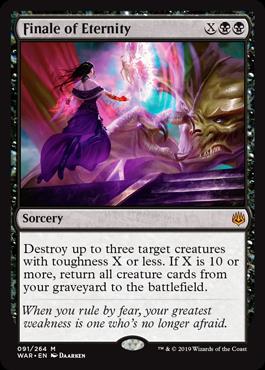 Finale of Eternity X
Sorcery
Destroy up to three target creatures
with toughness X or less. If X is 10 or
more, return all creature cards from
your graveyard to the battlefield.
When you rule by fear, your greatest
weakness is one who's no longer afraid.
091/264 M
WAR • EN DAARKEN
™ & © 2019 Wizards of the Coast